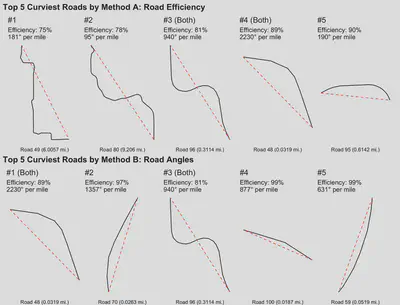 Top 5 Curviest Roads by Method A: Road Efficiency
#1
Efficiency: 75%
181° per mile
Road 49 (6.0057 mi.)
#2
Efficiency: 78%
95° per mile
Road 80 (9.206 mi.)
#3 (Both)
Efficiency: 81%
940° per mile
Road 96 (0.3114 mi.)
#4 (Both)
Efficiency: 89%
2230° per mile
Road 48 (0.0319 mi.)
#5
Efficiency: 90%
190° per mile
Road 95 (0.6142 mi.)
Top 5 Curviest Roads by Method B: Road Angles
#1 (Both)
Efficiency: 89%
2230° per mile
Road 48 (0.0319 mi.)
#2
Efficiency: 97%
1357° per mile
Road 70 (0.0263 mi.)
#3 (Both)
Efficiency: 81%
940° per mile
Road 96 (0.3114 mi.)
#4
Efficiency: 99%
877° per mile
Road 100 (0.0187 mi.)
#5
Efficiency: 99%
631° per mile
Road 59 (0.0519 mi.)